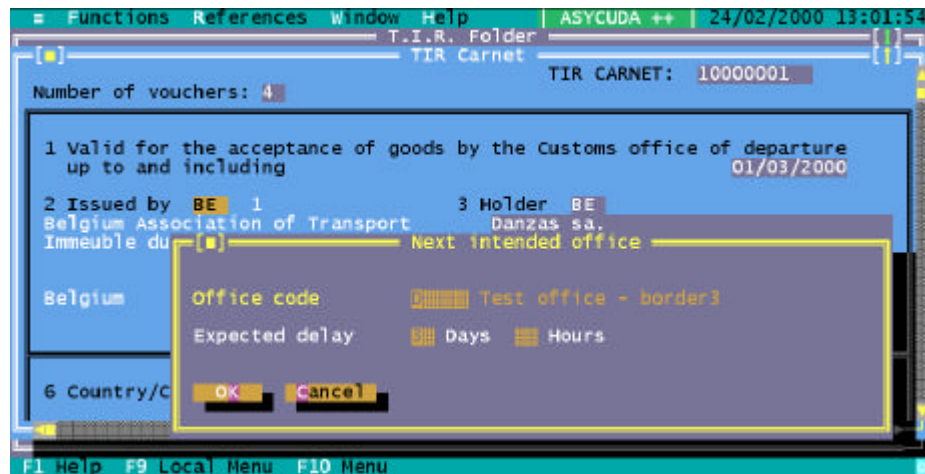 ≡ Functions References Window Help ASYCUDA ++ 24/02/2000 13:01:54
T.I.R. Folder
TIR Carnet
TIR CARNET: 10000001
Number of vouchers: 4
1 Valid for the acceptance of goods by the Customs office of departure
up to and including 01/03/2000
2 Issued by BE 1 3 Holder BE
Belgium Association of Transport Danzas sa.
Immeuble du
Next intended office
Belgium
Office code Test office - border3
Expected delay Days Hours
OK Cancel
6 Country/C
F1 Help F9 Local Menu F10 Menu